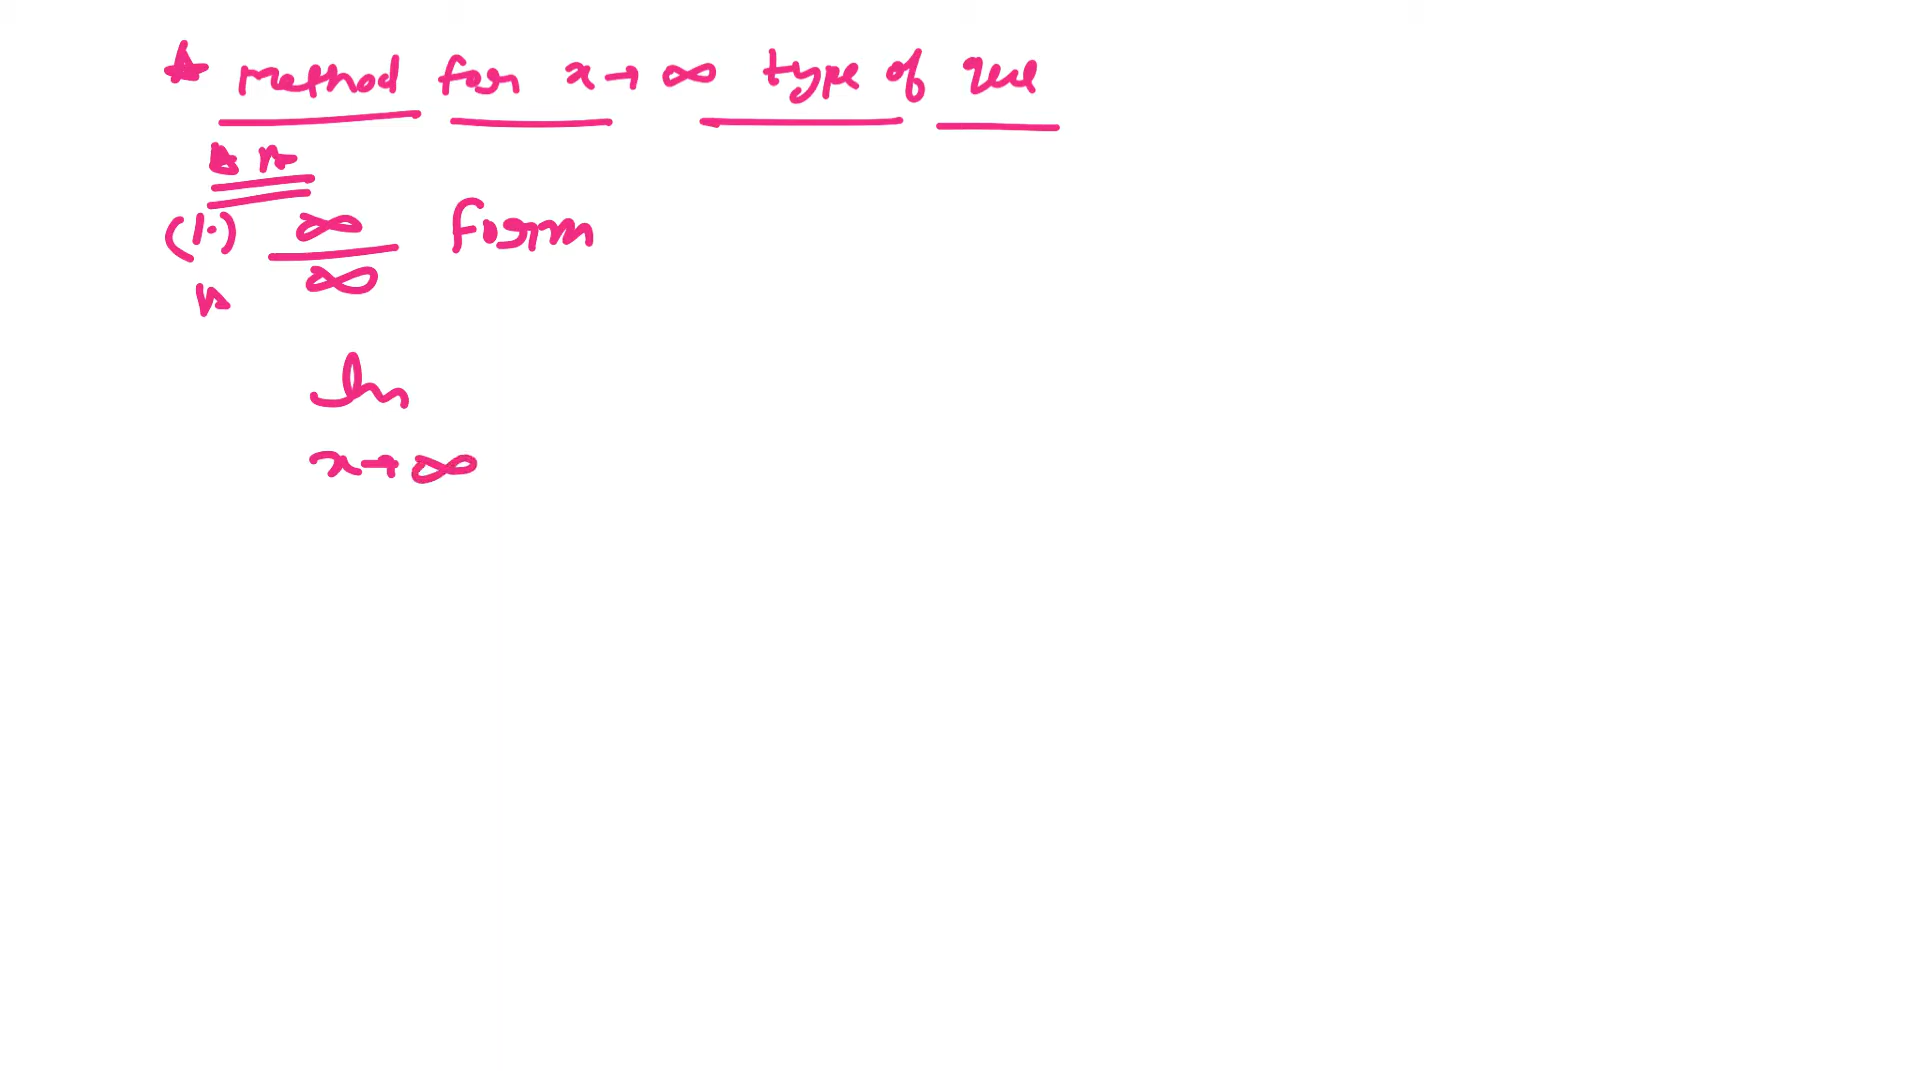 ★ method for x→∞ type of que
(1.) ∞/∞ form
lim
x→∞